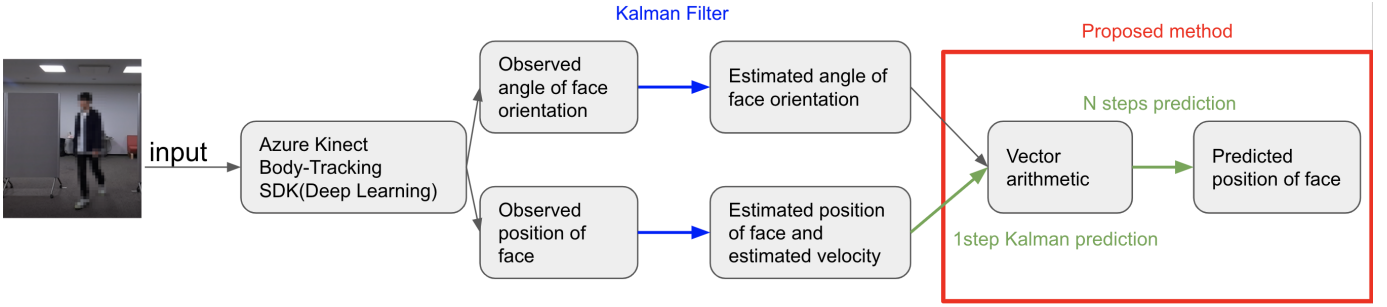 Kalman Filter
Proposed method
input
Azure Kinect
Body-Tracking
SDK(Deep Learning)
Observed
angle of face
orientation
Estimated angle of
face orientation
Observed
position of
face
Estimated position
of face and
estimated velocity
1step Kalman prediction
Vector
arithmetic
N steps prediction
Predicted
position of face